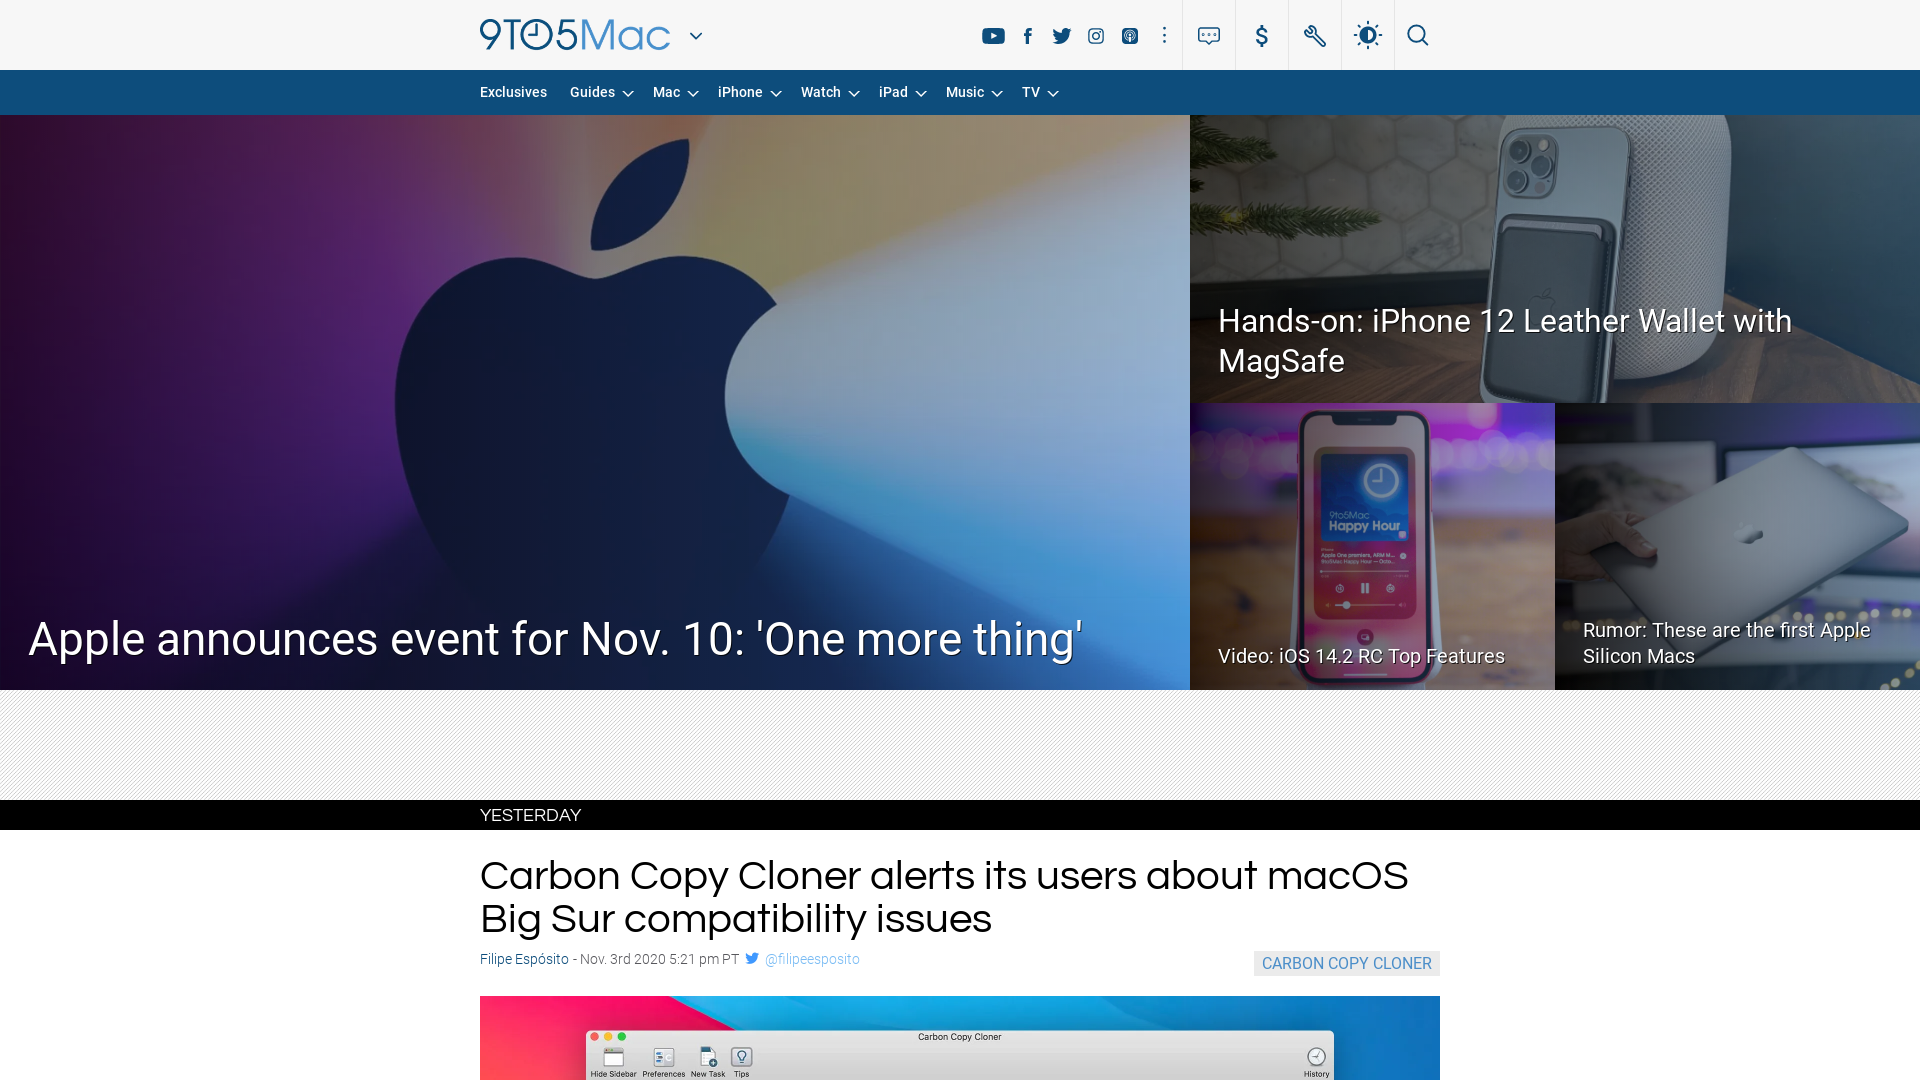 9TO5Mac
Exclusives Guides Mac iPhone Watch iPad Music TV
Apple announces event for Nov. 10: 'One more thing'
Hands-on: iPhone 12 Leather Wallet with
MagSafe
9to5Mac
Happy Hour
Apple One premiers, ARM M...
Video: iOS 14.2 RC Top Features
Rumor: These are the first Apple
Silicon Macs
YESTERDAY
Carbon Copy Cloner alerts its users about macOS
Big Sur compatibility issues
Filipe Espósito - Nov. 3rd 2020 5:21 pm PT @filipeesposito
CARBON COPY CLONER
Carbon Copy Cloner
Hide Sidebar Preferences New Task Tips History